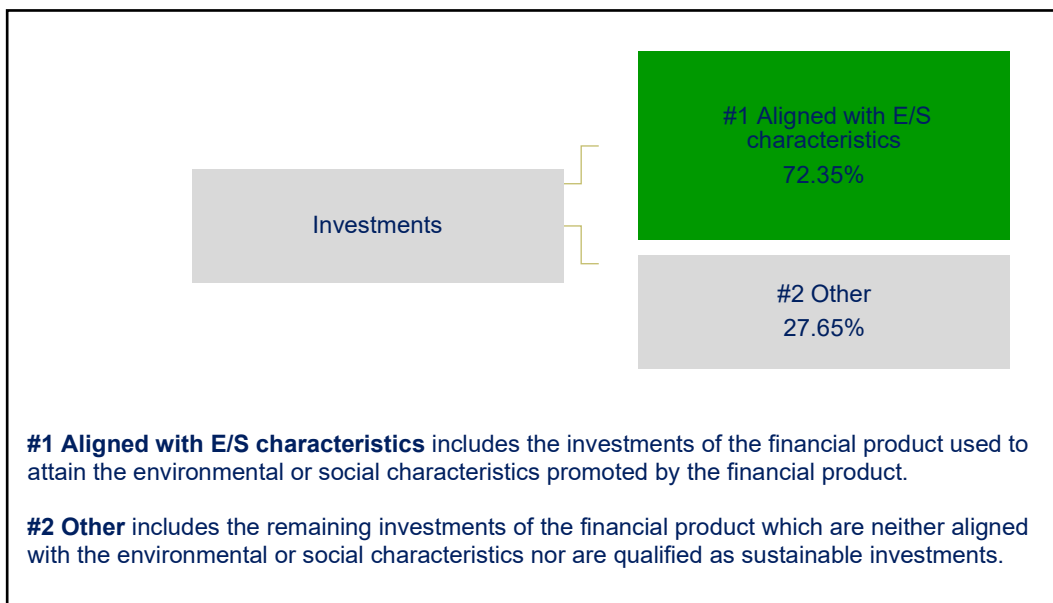 #1 Aligned with E/S
characteristics
72.35%
Investments
#2 Other
27.65%
#1 Aligned with E/S characteristics includes the investments of the financial product used to
attain the environmental or social characteristics promoted by the financial product.
#2 Other includes the remaining investments of the financial product which are neither aligned
with the environmental or social characteristics nor are qualified as sustainable investments.